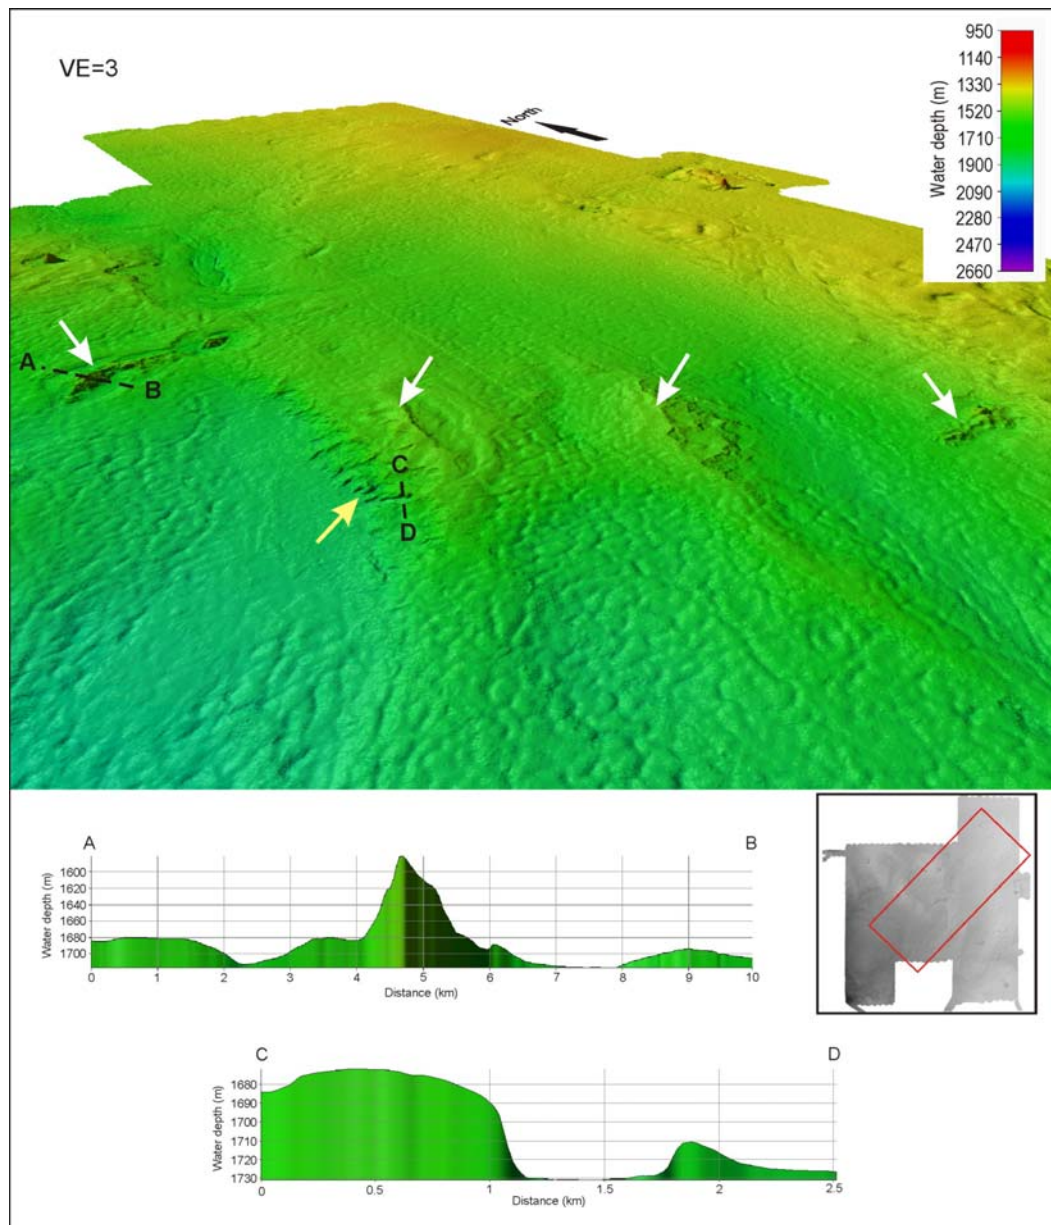 VE=3
North
Water depth (m)
950
1140
1330
1520
1710
1900
2090
2280
2470
2660
A
B
C
D
A
B
Water depth (m)
1600
1620
1640
1660
1680
1700
0 1 2 3 4 5 6 7 8 9 10
Distance (km)
C
D
Water depth (m)
1680
1690
1700
1710
1720
1730
0 0.5 1 1.5 2 2.5
Distance (km)